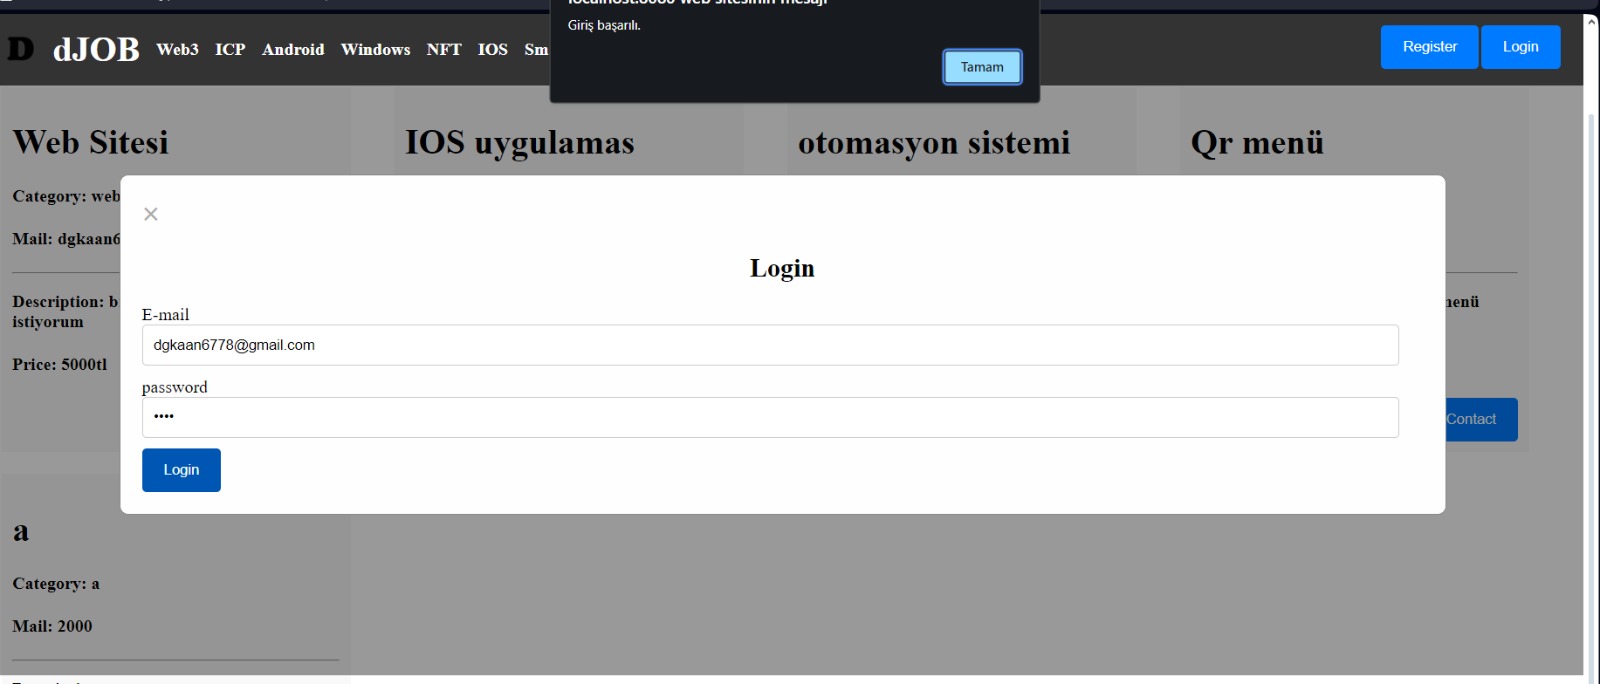 Giriş başarılı.
Tamam
D dJOB Web3 ICP Android Windows NFT IOS Sm
Register Login
Web Sitesi
IOS uygulamas
otomasyon sistemi
Qr menü
Category: web
Mail: dgkaan6
Description: b
istiyorum
Price: 5000tl
×
Login
E-mail
dgkaan6778@gmail.com
password
••••
Login
Contact
a
Category: a
Mail: 2000